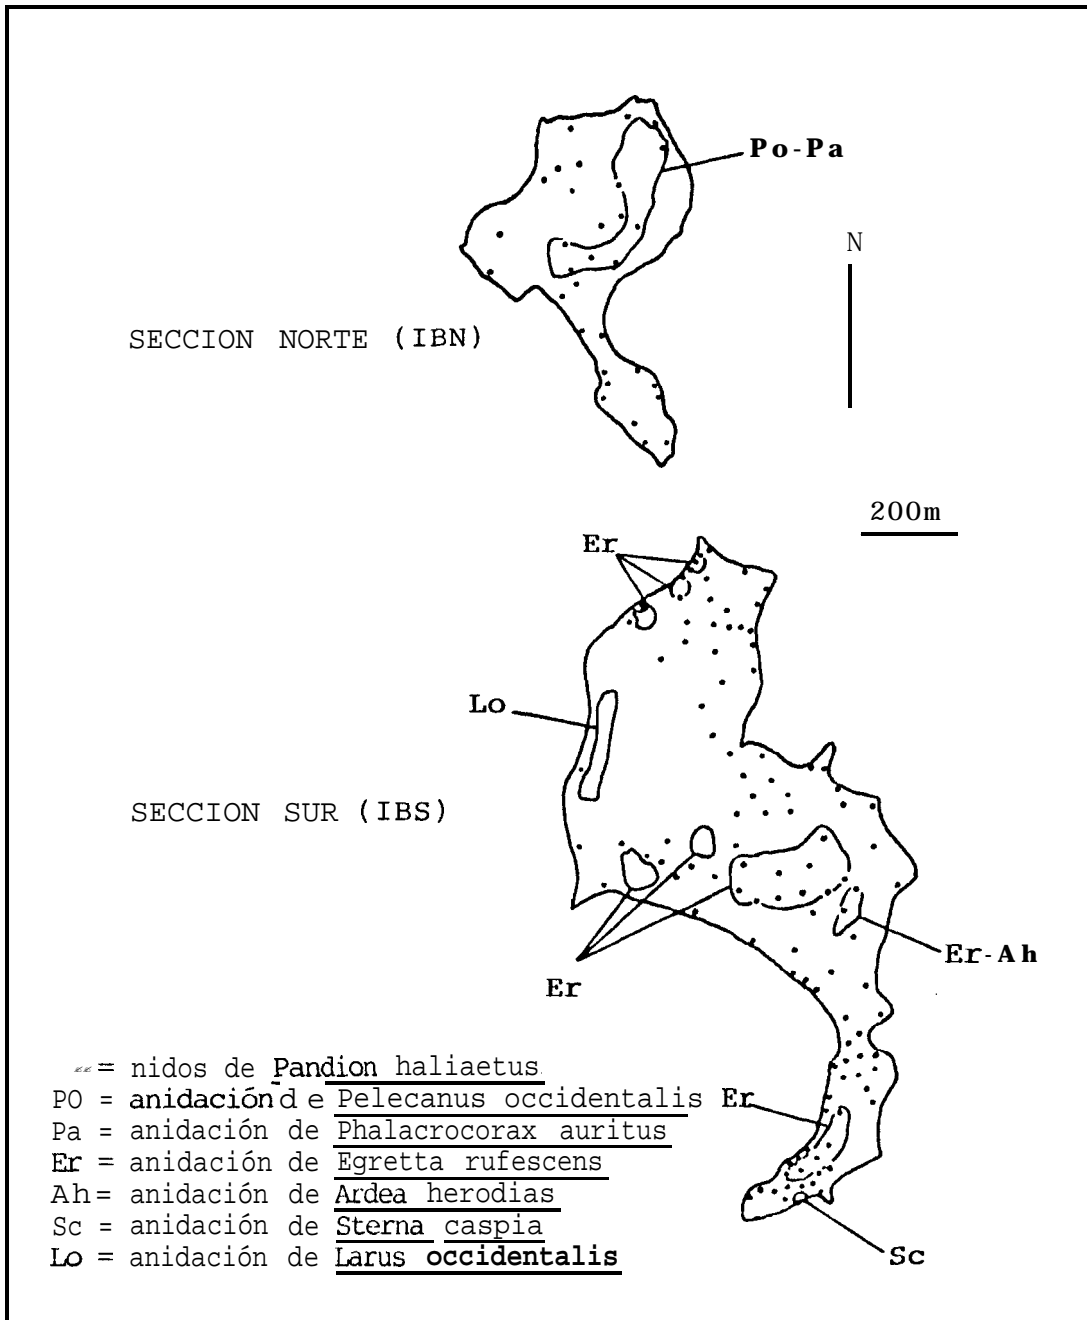 Po-Pa
N
SECCION NORTE (IBN)
200m
Er
Lo
SECCION SUR (IBS)
Er-Ah
Er
= nidos de Pandion haliaetus
PO = anidación de Pelecanus occidentalis
Er
Pa = anidación de Phalacrocorax auritus
Er = anidación de Egretta rufescens
Ah = anidación de Ardea herodias
Sc = anidación de Sterna caspia
Lo = anidación de Larus occidentalis
Sc